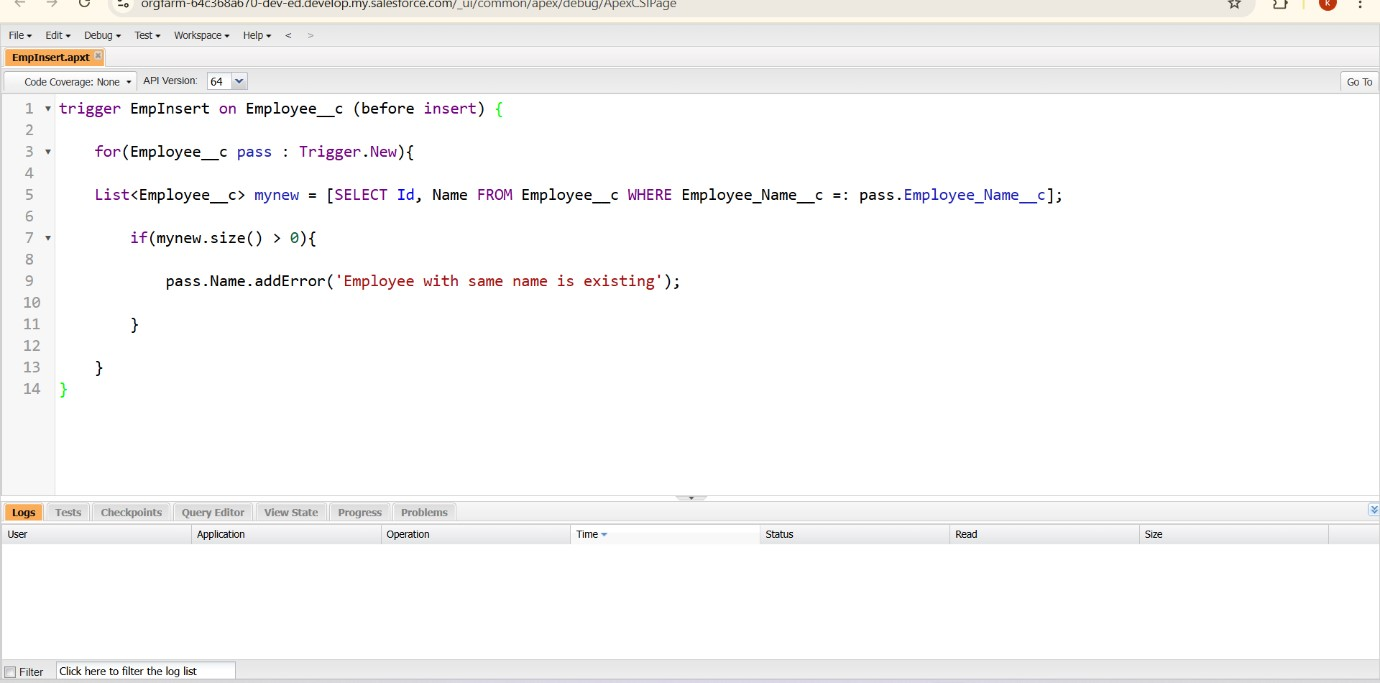 orgfarm-64c368a670-dev-ed.develop.my.salesforce.com/_ui/common/apex/debug/ApexCSIPage
K
File Edit Debug Test Workspace Help < >
EmpInsert.apxt
Code Coverage: None API Version: 64 Go To
1 trigger EmpInsert on Employee__c (before insert) {
2
3 for(Employee__c pass : Trigger.New){
4
5 List<Employee__c> mynew = [SELECT Id, Name FROM Employee__c WHERE Employee_Name__c =: pass.Employee_Name__c];
6
7 if(mynew.size() > 0){
8
9 pass.Name.addError('Employee with same name is existing');
10
11 }
12
13 }
14 }
Logs Tests Checkpoints Query Editor View State Progress Problems
User Application Operation Time Status Read Size
Filter Click here to filter the log list